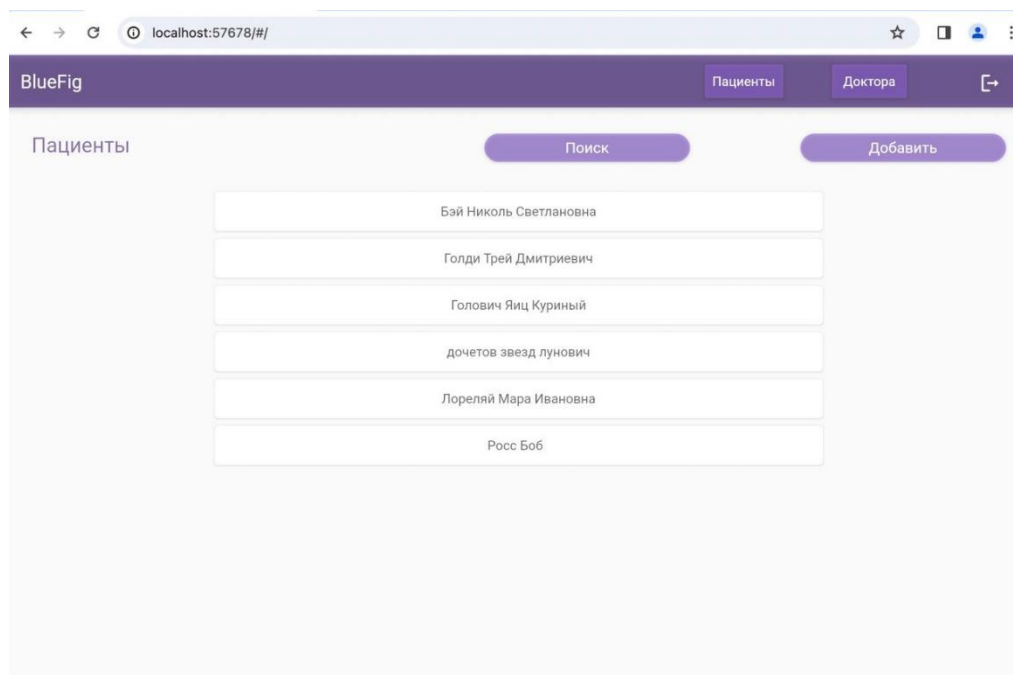 localhost:57678/#/
BlueFig Пациенты Доктора
Пациенты Поиск Добавить
Бэй Николь Светлановна
Голди Трей Дмитриевич
Голович Яиц Куриный
дочетов звезд лунович
Лореляй Мара Ивановна
Росс Боб